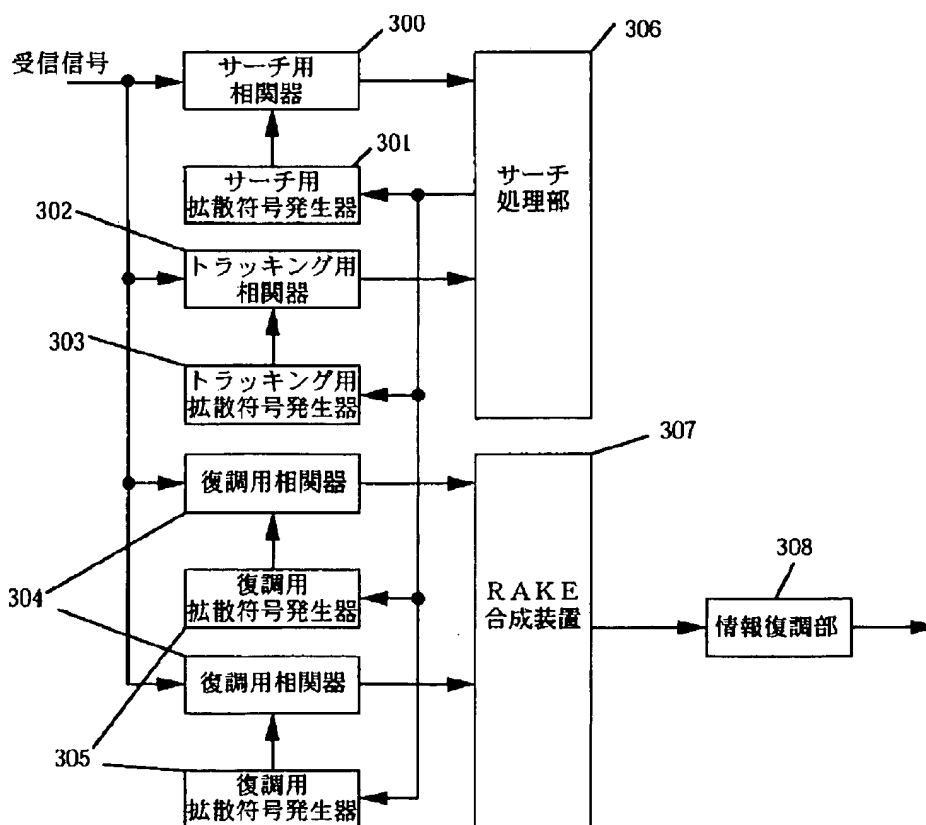 300
306
受信信号
サーチ用
相関器
301
サーチ用
拡散符号発生器
サーチ
処理部
302
トラッキング用
相関器
303
トラッキング用
拡散符号発生器
307
復調用相関器
304
復調用
拡散符号発生器
RAKE
合成装置
308
情報復調部
復調用相関器
305
復調用
拡散符号発生器